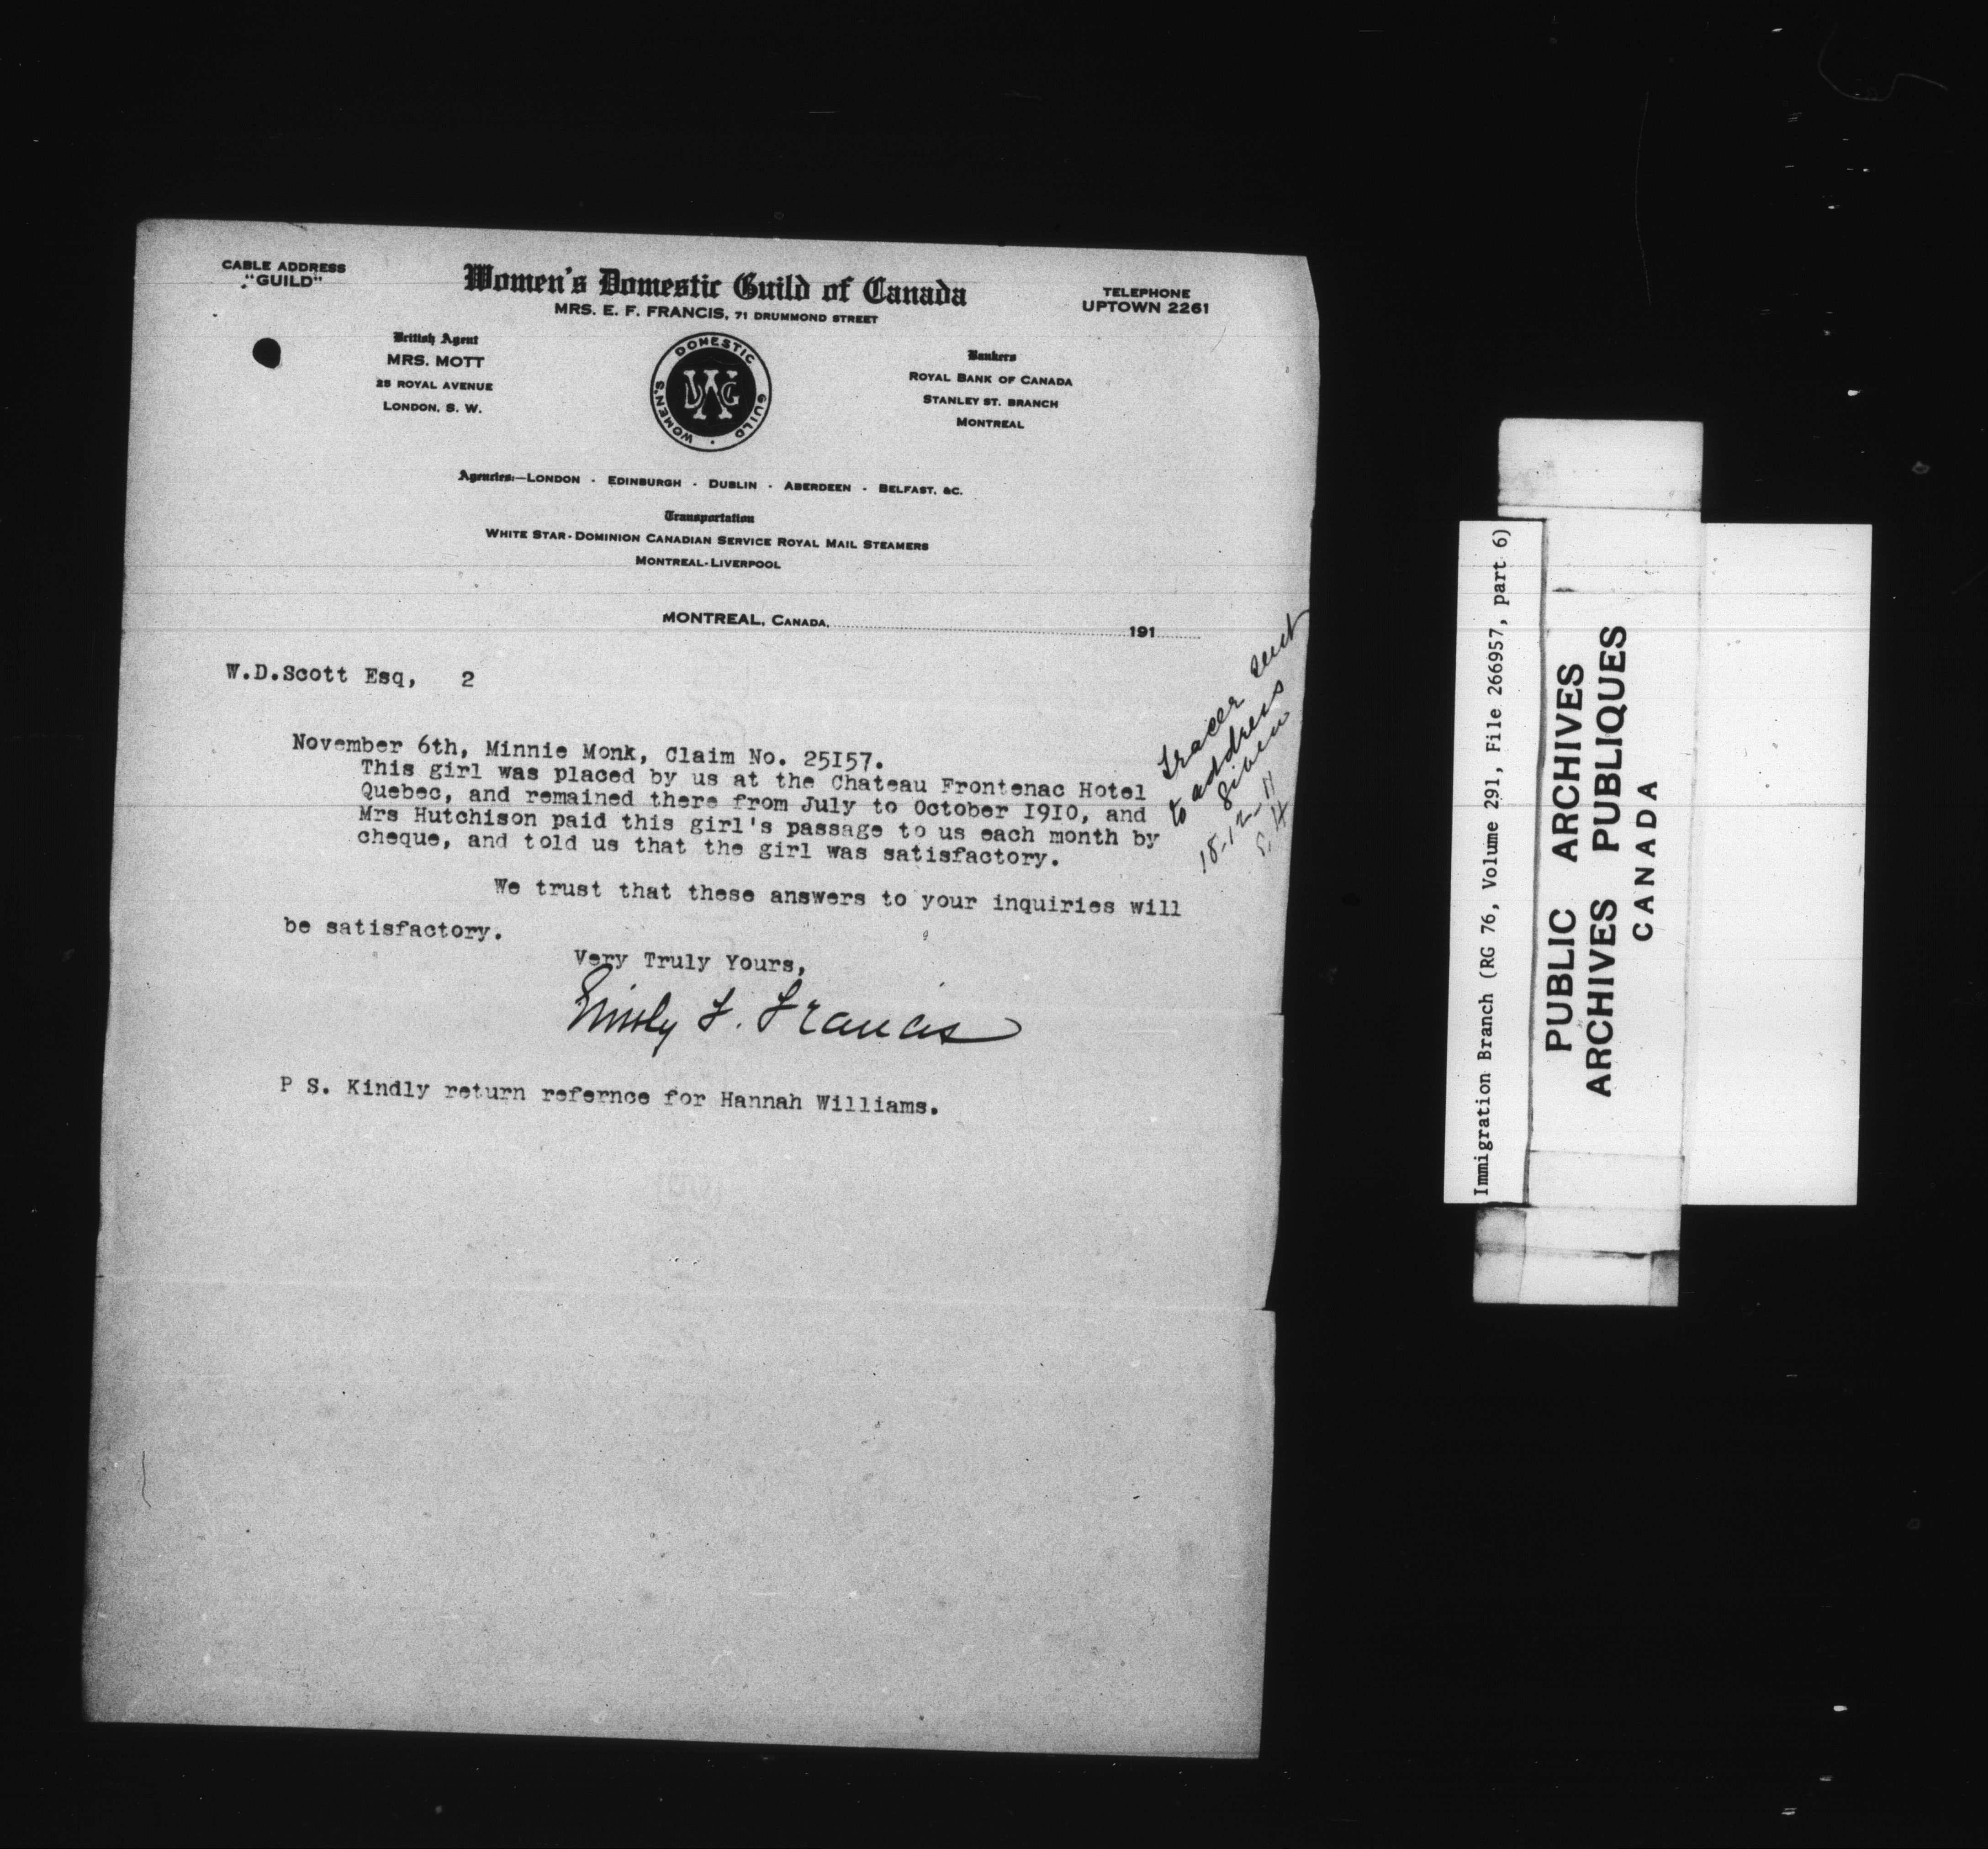 CABLE ADDRESS
"GUILD"
Women's Domestic Guild of Canada
MRS. E. F. FRANCIS, 71 DRUMMOND STREET
TELEPHONE
UPTOWN 2261
British Agent
MRS. MOTT
25 ROYAL AVENUE
LONDON, S. W.
WOMEN'S DOMESTIC GUILD
WDG
Bankers
ROYAL BANK OF CANADA
STANLEY ST. BRANCH
MONTREAL
Agencies:—LONDON · EDINBURGH · DUBLIN · ABERDEEN · BELFAST, &C.
Transportation
WHITE STAR-DOMINION CANADIAN SERVICE ROYAL MAIL STEAMERS
MONTREAL-LIVERPOOL
MONTREAL, CANADA, 191
W.D.Scott Esq, 2
November 6th, Minnie Monk, Claim No. 25I57.
This girl was placed by us at the Chateau Frontenac Hotel
Quebec, and remained there from July to October I9I0, and
Mrs Hutchison paid this girl's passage to us each month by
cheque, and told us that the girl was satisfactory.
We trust that these answers to your inquiries will
be satisfactory.
Very Truly Yours,
Emily F. Francis
P S. Kindly return refernce for Hannah Williams.
Tracer sent
to address
given
18-12-11
Immigration Branch (RG 76, Volume 291, File 266957, part 6)
PUBLIC ARCHIVES
ARCHIVES PUBLIQUES
CANADA